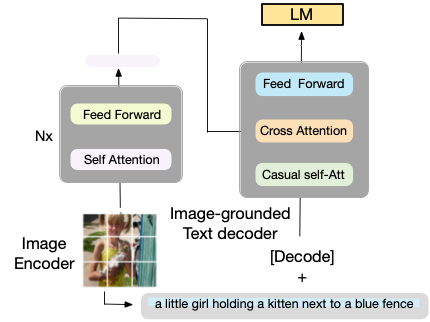 LM
Feed Forward
Cross Attention
Casual self-Att
Nx
Feed Forward
Self Attention
Image-grounded
Text decoder
Image
Encoder
[Decode]
+
a little girl holding a kitten next to a blue fence